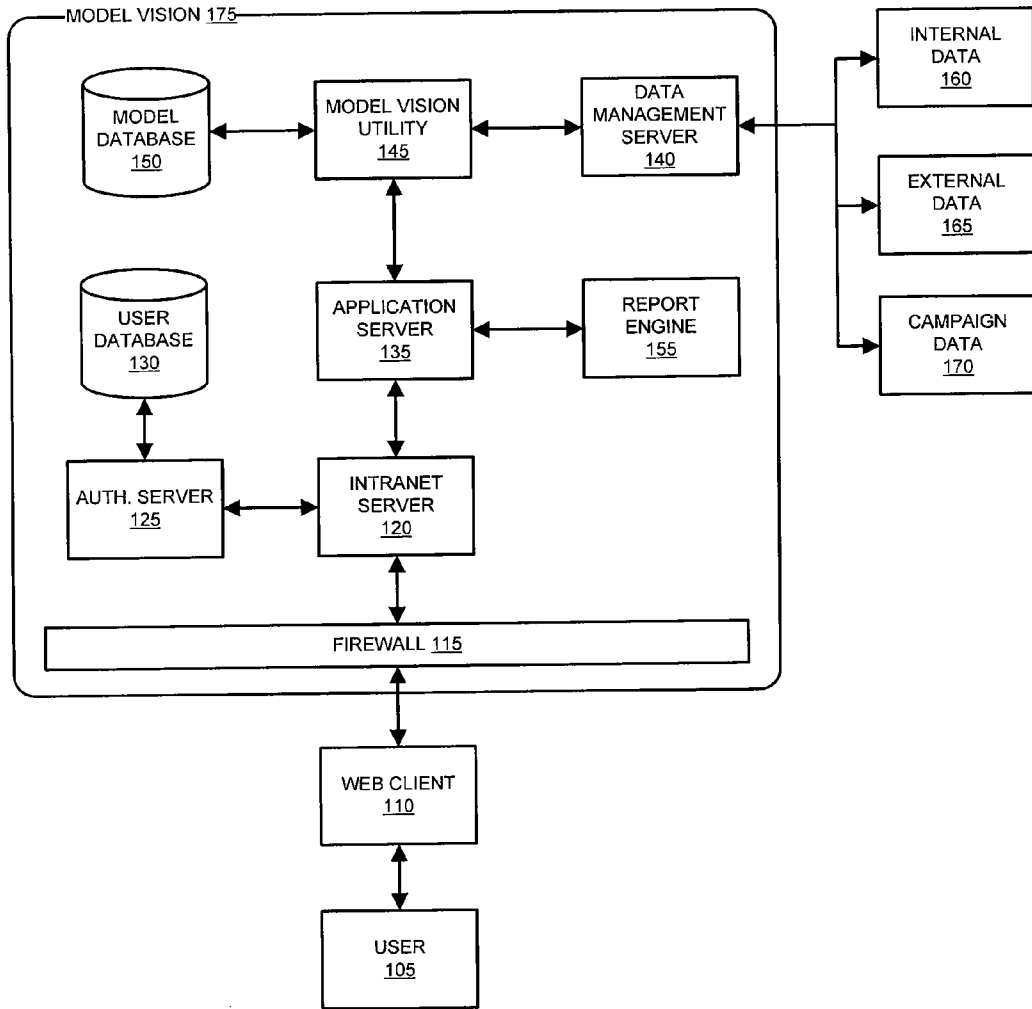 MODEL VISION 175
INTERNAL
DATA
160
MODEL
DATABASE
150
MODEL VISION
UTILITY
145
DATA
MANAGEMENT
SERVER
140
EXTERNAL
DATA
165
USER
DATABASE
130
APPLICATION
SERVER
135
REPORT
ENGINE
155
CAMPAIGN
DATA
170
AUTH. SERVER
125
INTRANET
SERVER
120
FIREWALL 115
WEB CLIENT
110
USER
105